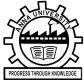 ANNA UNIVERSITY
PROGRESS THROUGH KNOWLEDGE